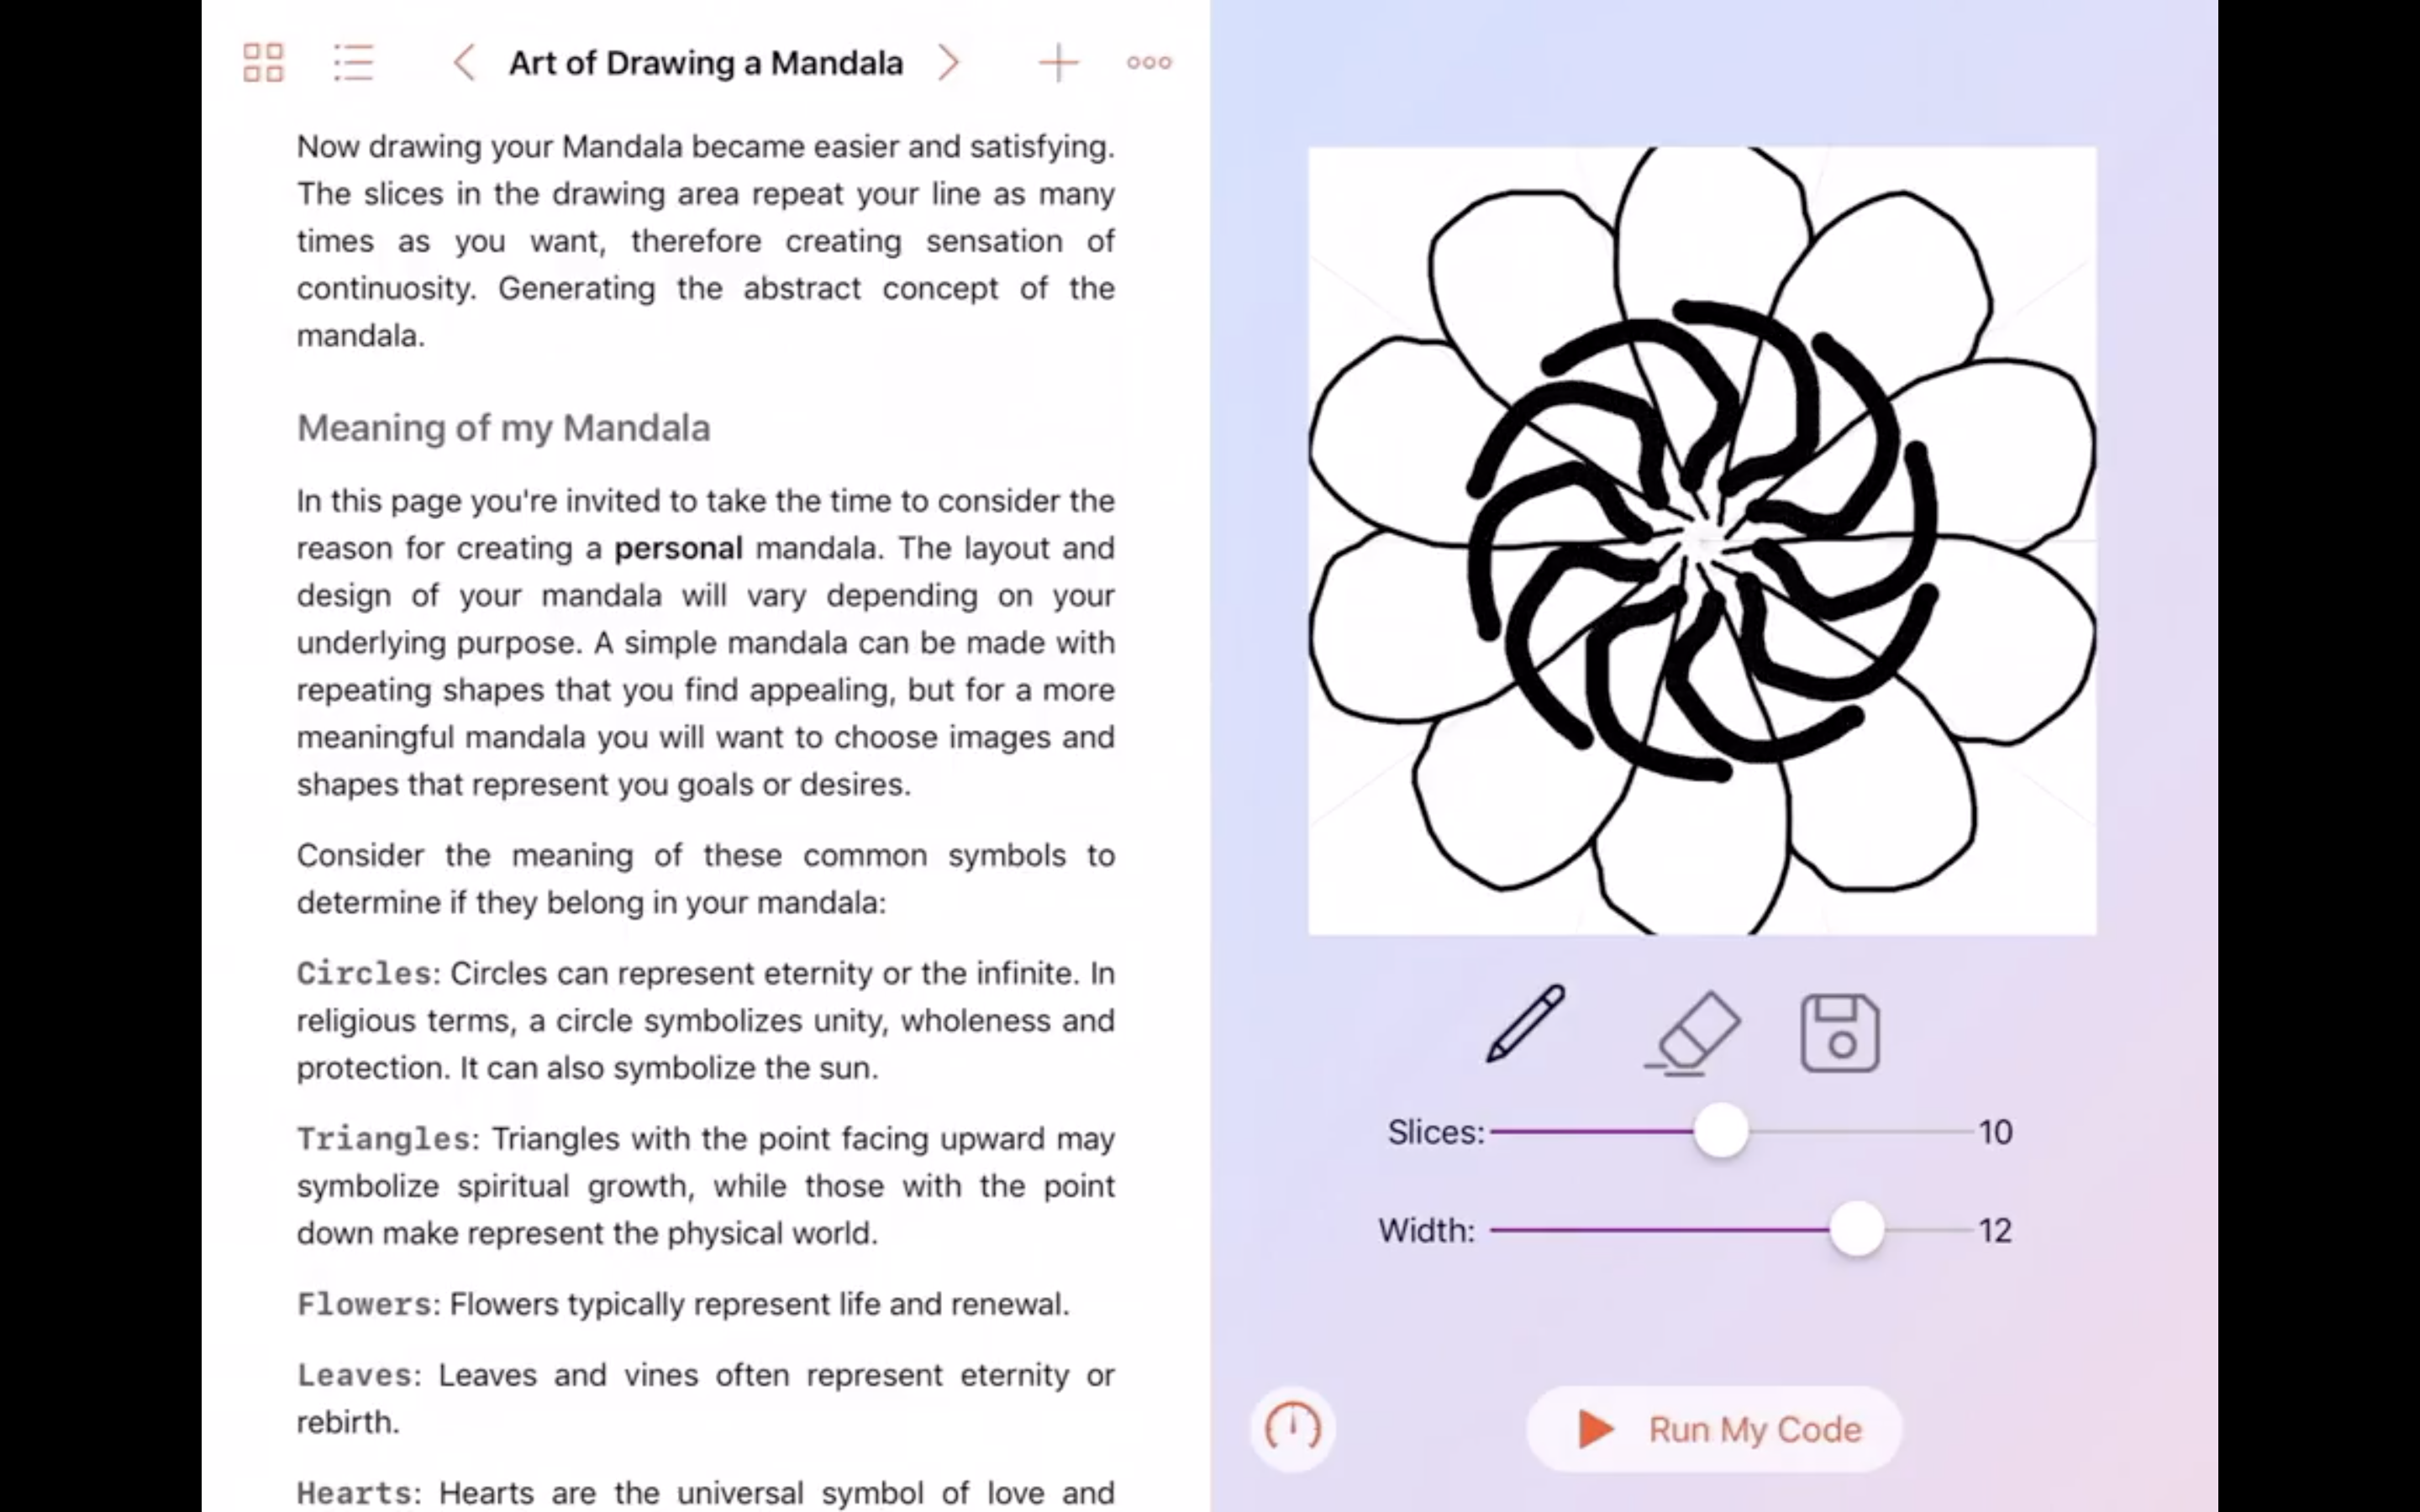 Art of Drawing a Mandala
Now drawing your Mandala became easier and satisfying.
The slices in the drawing area repeat your line as many
times as you want, therefore creating sensation of
continuosity. Generating the abstract concept of the
mandala.
Meaning of my Mandala
In this page you're invited to take the time to consider the
reason for creating a personal mandala. The layout and
design of your mandala will vary depending on your
underlying purpose. A simple mandala can be made with
repeating shapes that you find appealing, but for a more
meaningful mandala you will want to choose images and
shapes that represent you goals or desires.
Consider the meaning of these common symbols to
determine if they belong in your mandala:
Circles: Circles can represent eternity or the infinite. In
religious terms, a circle symbolizes unity, wholeness and
protection. It can also symbolize the sun.
Triangles: Triangles with the point facing upward may
symbolize spiritual growth, while those with the point
down make represent the physical world.
Flowers: Flowers typically represent life and renewal.
Leaves: Leaves and vines often represent eternity or
rebirth.
Hearts: Hearts are the universal symbol of love and
Slices: 10
Width: 12
Run My Code